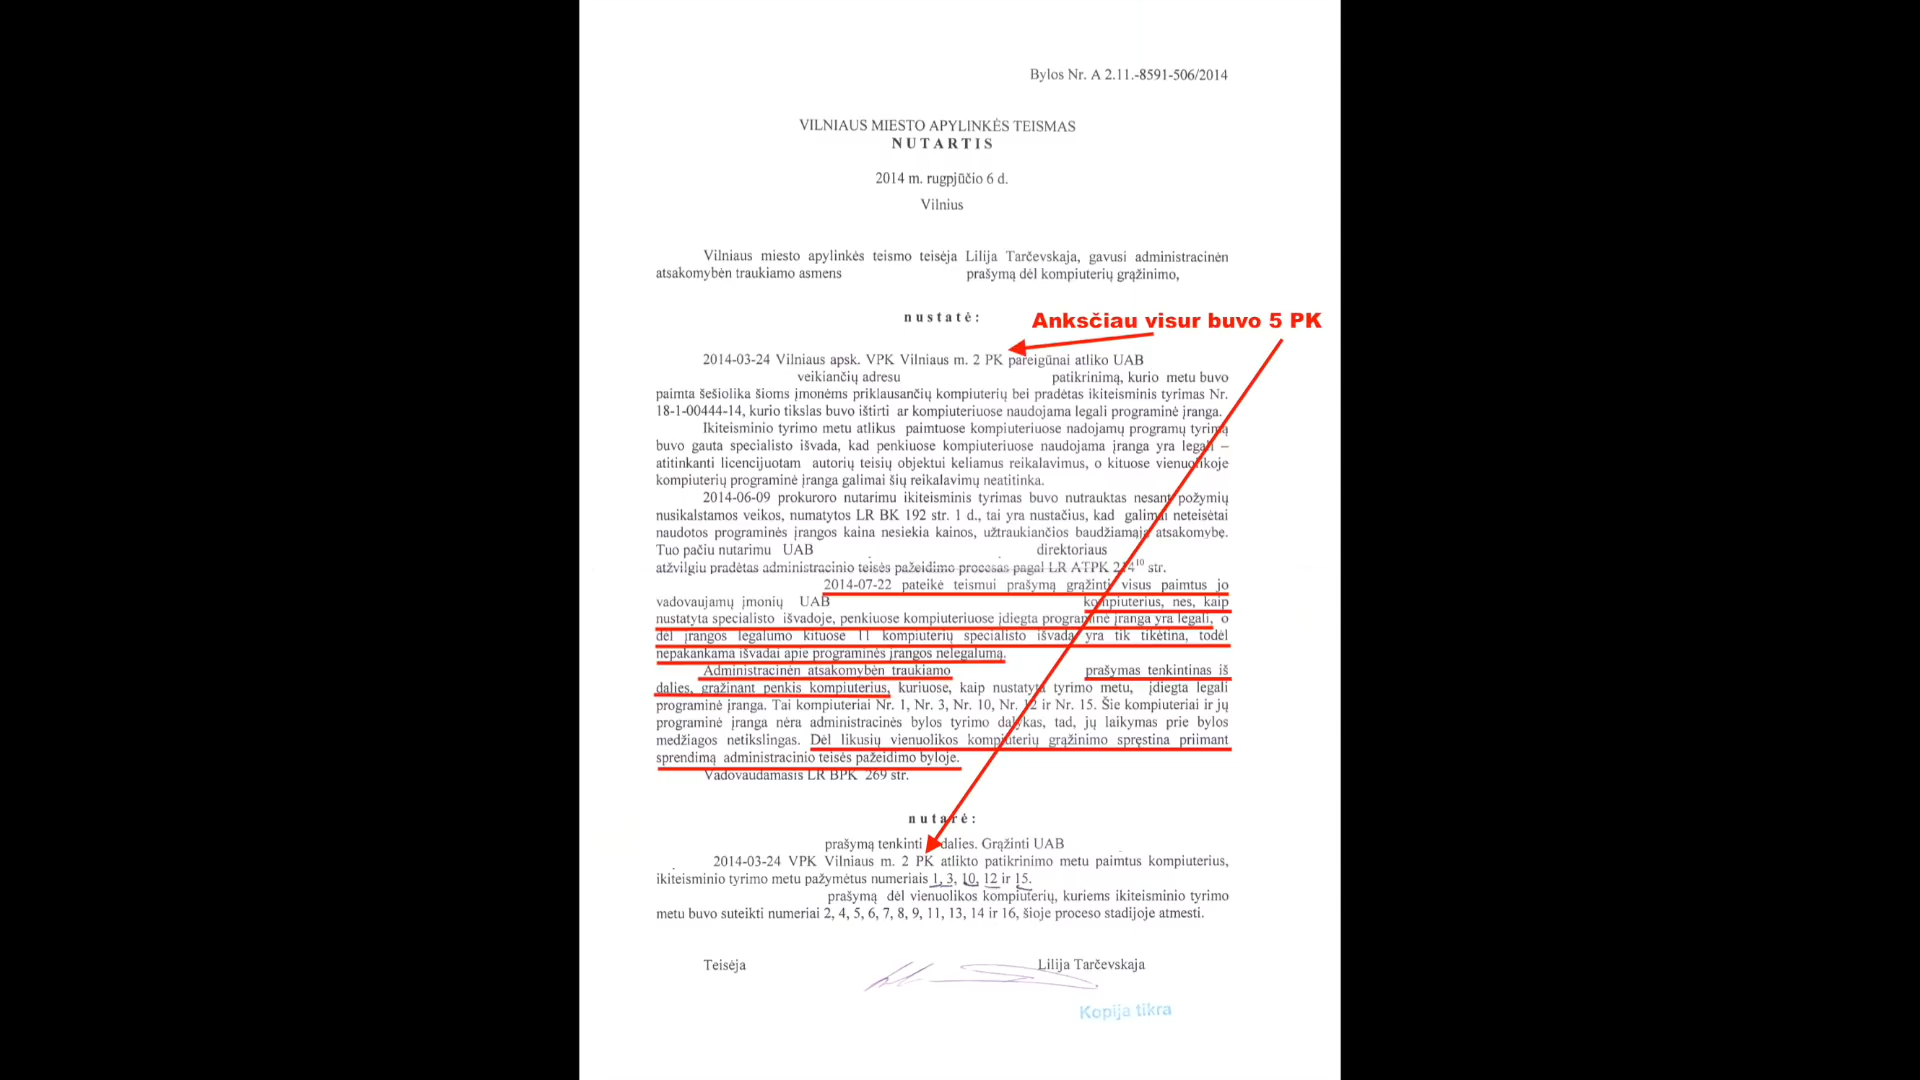 Bylos Nr. A 2.11.-8591-506/2014
VILNIAUS MIESTO APYLINKĖS TEISMAS
NUTARTIS
2014 m. rugpjūčio 6 d.
Vilnius
Vilniaus miesto apylinkės teismo teisėja Lilija Tarčevskaja, gavusi administracinėn
atsakomybėn traukiamo asmens prašymą dėl kompiuterių grąžinimo,
nustatė:
Anksčiau visur buvo 5 PK
2014-03-24 Vilniaus apsk. VPK Vilniaus m. 2 PK pareigūnai atliko UAB
veikiančių adresu patikrinimą, kurio metu buvo
paimta šešiolika šioms įmonėms priklausančių kompiuterių bei pradėtas ikiteisminis tyrimas Nr.
18-1-00444-14, kurio tikslas buvo ištirti ar kompiuteriuose naudojama legali programinė įranga.
Ikiteisminio tyrimo metu atlikus paimtuose kompiuteriuose nadojamų programų tyrimą
buvo gauta specialisto išvada, kad penkiuose kompiuteriuose naudojama įranga yra legali –
atitinkanti licencijuotam autorių teisių objektui keliamus reikalavimus, o kituose vienuolikoje
kompiuterių programinė įranga galimai šių reikalavimų neatitinka.
2014-06-09 prokuroro nutarimu ikiteisminis tyrimas buvo nutrauktas nesant požymių
nusikalstamos veikos, numatytos LR BK 192 str. 1 d., tai yra nustačius, kad galimai neteisėtai
naudotos programinės įrangos kaina nesiekia kainos, užtraukiančios baudžiamąją atsakomybę.
Tuo pačiu nutarimu UAB direktoriaus
atžvilgiu pradėtas administracinio teisės pažeidimo procesas pagal LR ATPK 214¹⁰ str.
2014-07-22 pateikė teismui prašymą grąžinti visus paimtus jo
vadovaujamų įmonių UAB kompiuterius, nes, kaip
nustatyta specialisto išvadoje, penkiuose kompiuteriuose įdiegta programinė įranga yra legali, o
dėl įrangos legalumo kituose 11 kompiuterių specialisto išvada yra tik tikėtina, todėl
nepakankama išvadai apie programinės įrangos nelegalumą.
Administracinėn atsakomybėn traukiamo prašymas tenkintinas iš
dalies, grąžinant penkis kompiuterius, kuriuose, kaip nustatyta tyrimo metu, įdiegta legali
programinė įranga. Tai kompiuteriai Nr. 1, Nr. 3, Nr. 10, Nr. 12 ir Nr. 15. Šie kompiuteriai ir jų
programinė įranga nėra administracinės bylos tyrimo dalykas, tad, jų laikymas prie bylos
medžiagos netikslingas. Dėl likusių vienuolikos kompiuterių grąžinimo spręstina priimant
sprendimą administracinio teisės pažeidimo byloje.
Vadovaudamasis LR BPK 269 str.
nutarė:
prašymą tenkinti dalies. Grąžinti UAB
2014-03-24 VPK Vilniaus m. 2 PK atlikto patikrinimo metu paimtus kompiuterius,
ikiteisminio tyrimo metu pažymėtus numeriais 1, 3, 10, 12 ir 15.
prašymą dėl vienuolikos kompiuterių, kuriems ikiteisminio tyrimo
metu buvo suteikti numeriai 2, 4, 5, 6, 7, 8, 9, 11, 13, 14 ir 16, šioje proceso stadijoje atmesti.
Teisėja Lilija Tarčevskaja
Kopija tikra